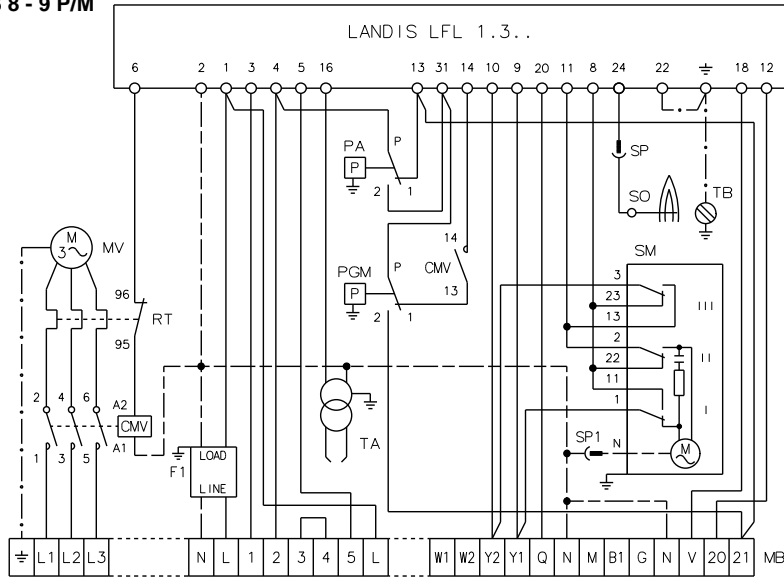 8 - 9 P/M
LANDIS LFL 1.3..
6 2 1 3 4 5 16 13 31 14 10 9 20 11 8 24 22 18 12
PA P
P
2 1
SP
SO
TB
M
3
MV
96
RT
95
14
CMV
13
PGM P
P
2 1
SM
3
23
13
III
2
22
11
II
1
I
2 4 6 A2
CMV
1 3 5 A1
TA
F1
LOAD
LINE
SP1 N
M
L1 L2 L3 N L 1 2 3 4 5 L W1 W2 Y2 Y1 Q N M B1 G N V 20 21 MB